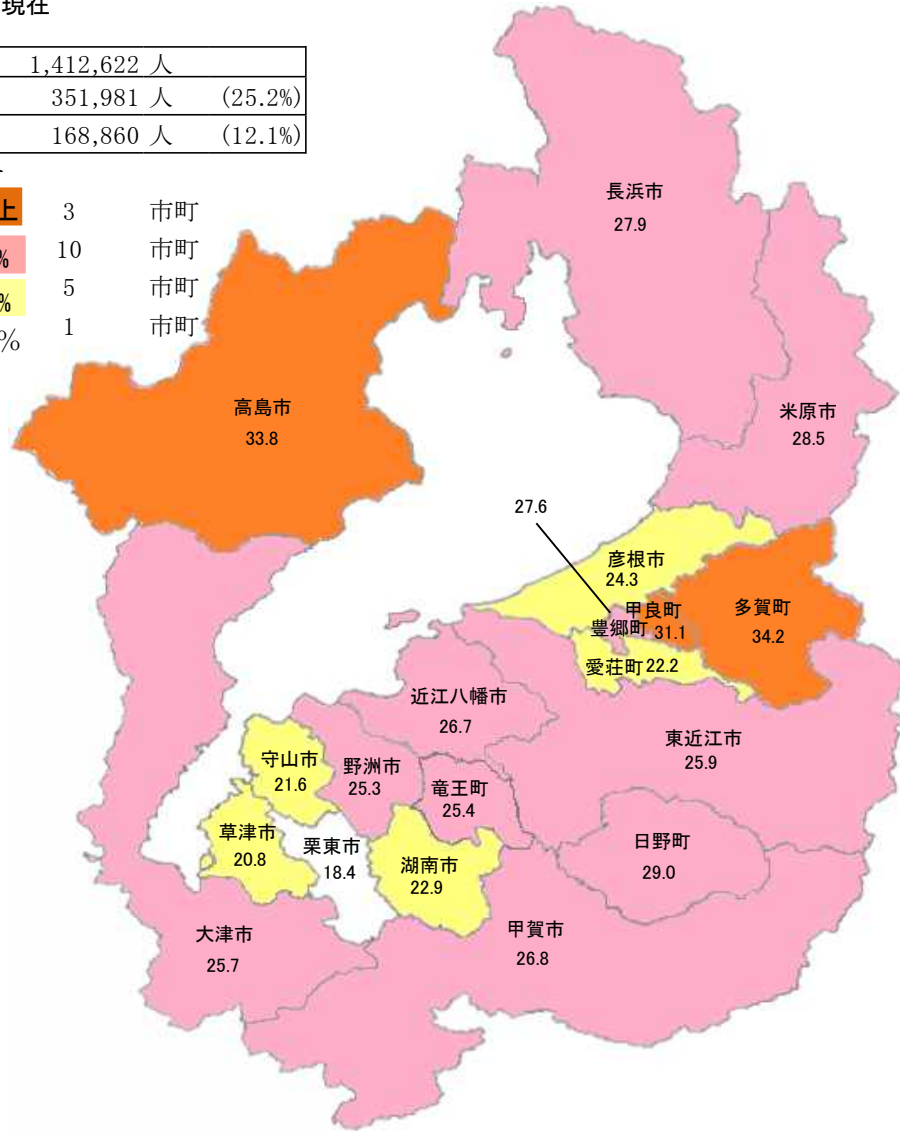 現在
1,412,622 人
351,981 人 (25.2%)
168,860 人 (12.1%)
上 3 市町
% 10 市町
% 5 市町
% 1 市町
長浜市
27.9
米原市
28.5
高島市
33.8
27.6
彦根市
24.3
甲良町
31.1
豊郷町
多賀町
34.2
愛荘町 22.2
近江八幡市
26.7
東近江市
25.9
守山市
21.6
野洲市
25.3
竜王町
25.4
草津市
20.8
栗東市
18.4
湖南市
22.9
日野町
29.0
大津市
25.7
甲賀市
26.8